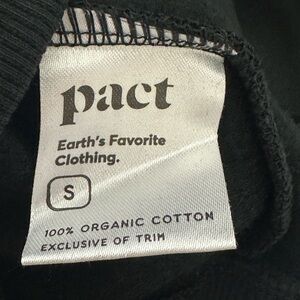 pact
Earth's Favorite
Clothing.
S
100% ORGANIC COTTON
EXCLUSIVE OF TRIM